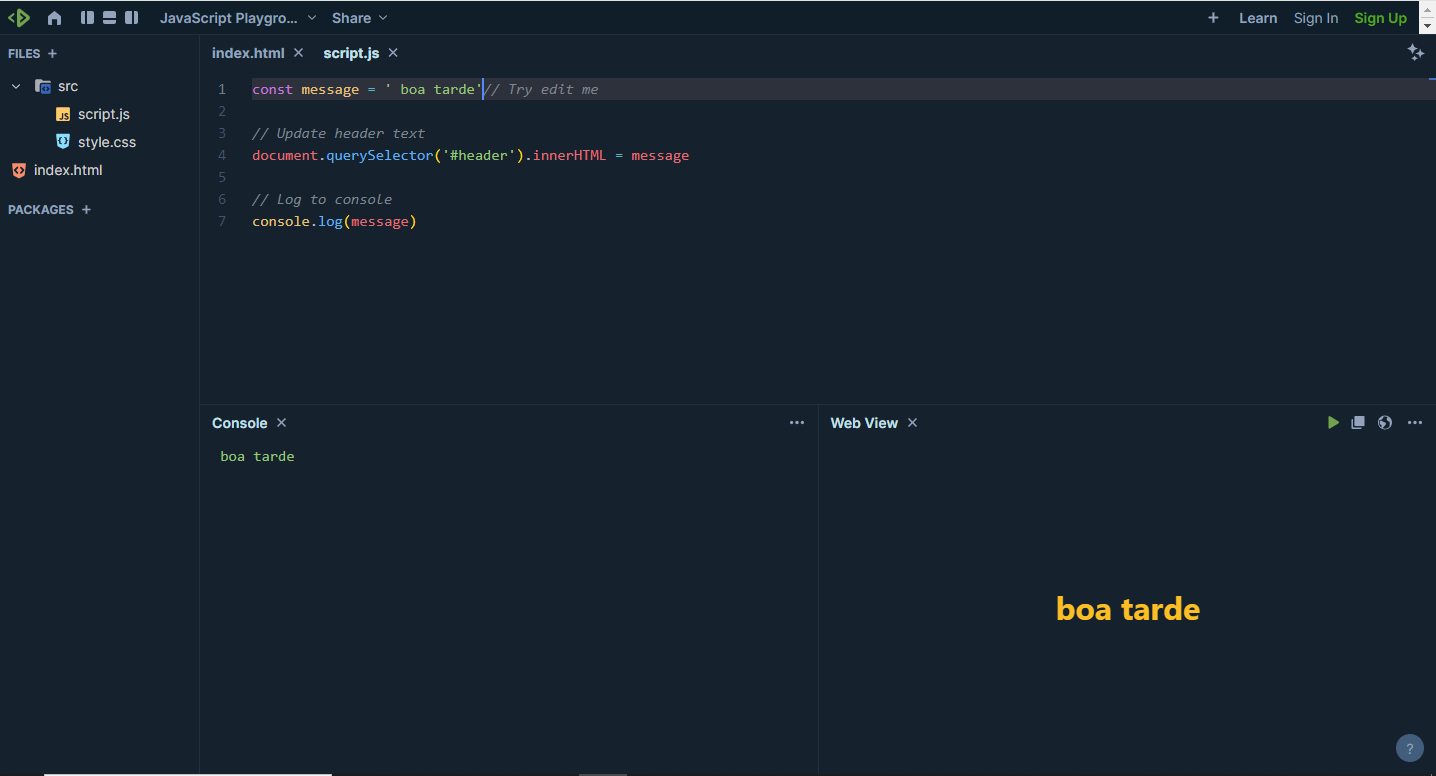 JavaScript Playgro... Share + Learn Sign In Sign Up
FILES +
src
script.js
style.css
index.html
PACKAGES +
index.html script.js
1 const message = ' boa tarde'// Try edit me
2
3 // Update header text
4 document.querySelector('#header').innerHTML = message
5
6 // Log to console
7 console.log(message)
Console
boa tarde
Web View
boa tarde
?